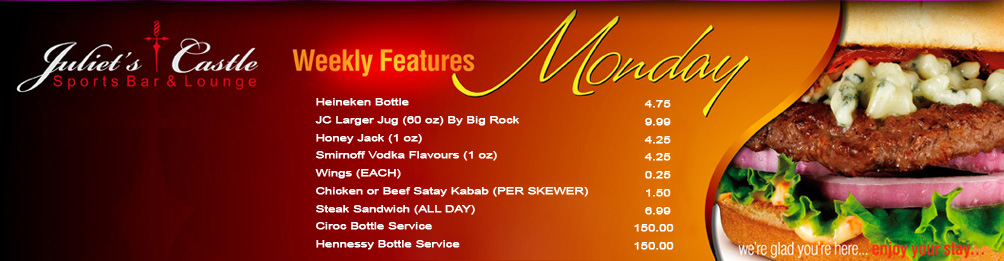 Juliet's Castle
Sports Bar & Lounge
Weekly Features
Monday
Heineken Bottle 4.75
JC Larger Jug (60 oz) By Big Rock 9.99
Honey Jack (1 oz) 4.25
Smirnoff Vodka Flavours (1 oz) 4.25
Wings (EACH) 0.25
Chicken or Beef Satay Kabab (PER SKEWER) 1.50
Steak Sandwich (ALL DAY) 6.99
Ciroc Bottle Service 150.00
Hennessy Bottle Service 150.00
we're glad you're here... enjoy your stay...